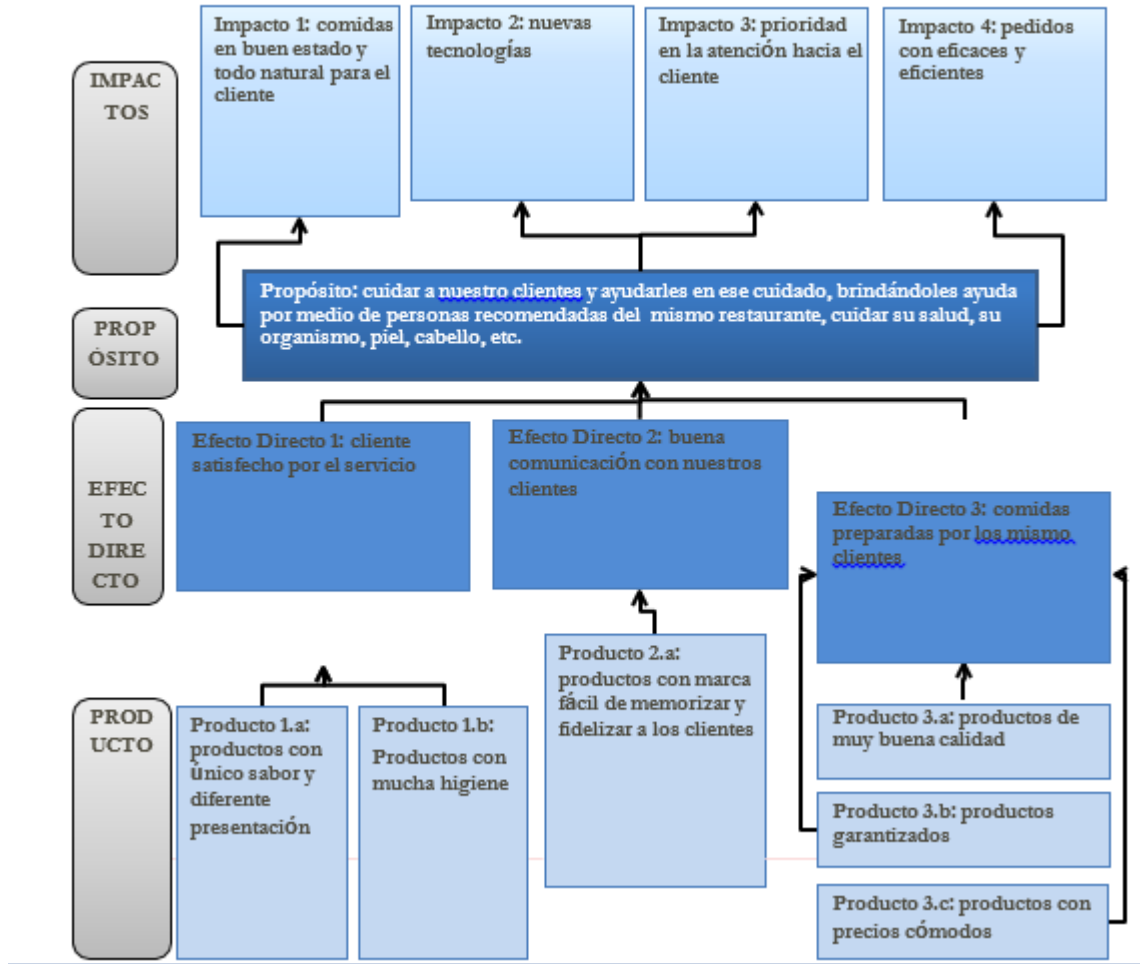 IMPAC
TOS
Impacto 1: comidas
en buen estado y
todo natural para el
cliente
Impacto 2: nuevas
tecnologías
Impacto 3: prioridad
en la atención hacia el
cliente
Impacto 4: pedidos
con eficaces y
eficientes
PROP
ÓSITO
Propósito: cuidar a nuestro clientes y ayudarles en ese cuidado, brindándoles ayuda
por medio de personas recomendadas del mismo restaurante, cuidar su salud, su
organismo, piel, cabello, etc.
EFEC
TO
DIRE
CTO
Efecto Directo 1: cliente
satisfecho por el servicio
Efecto Directo 2: buena
comunicación con nuestros
clientes
Efecto Directo 3: comidas
preparadas por los mismo
clientes
PROD
UCTO
Producto 1.a:
productos con
único sabor y
diferente
presentación
Producto 1.b:
Productos con
mucha higiene
Producto 2.a:
productos con marca
fácil de memorizar y
fidelizar a los clientes
Producto 3.a: productos de
muy buena calidad
Producto 3.b: productos
garantizados
Producto 3.c: productos con
precios cómodos